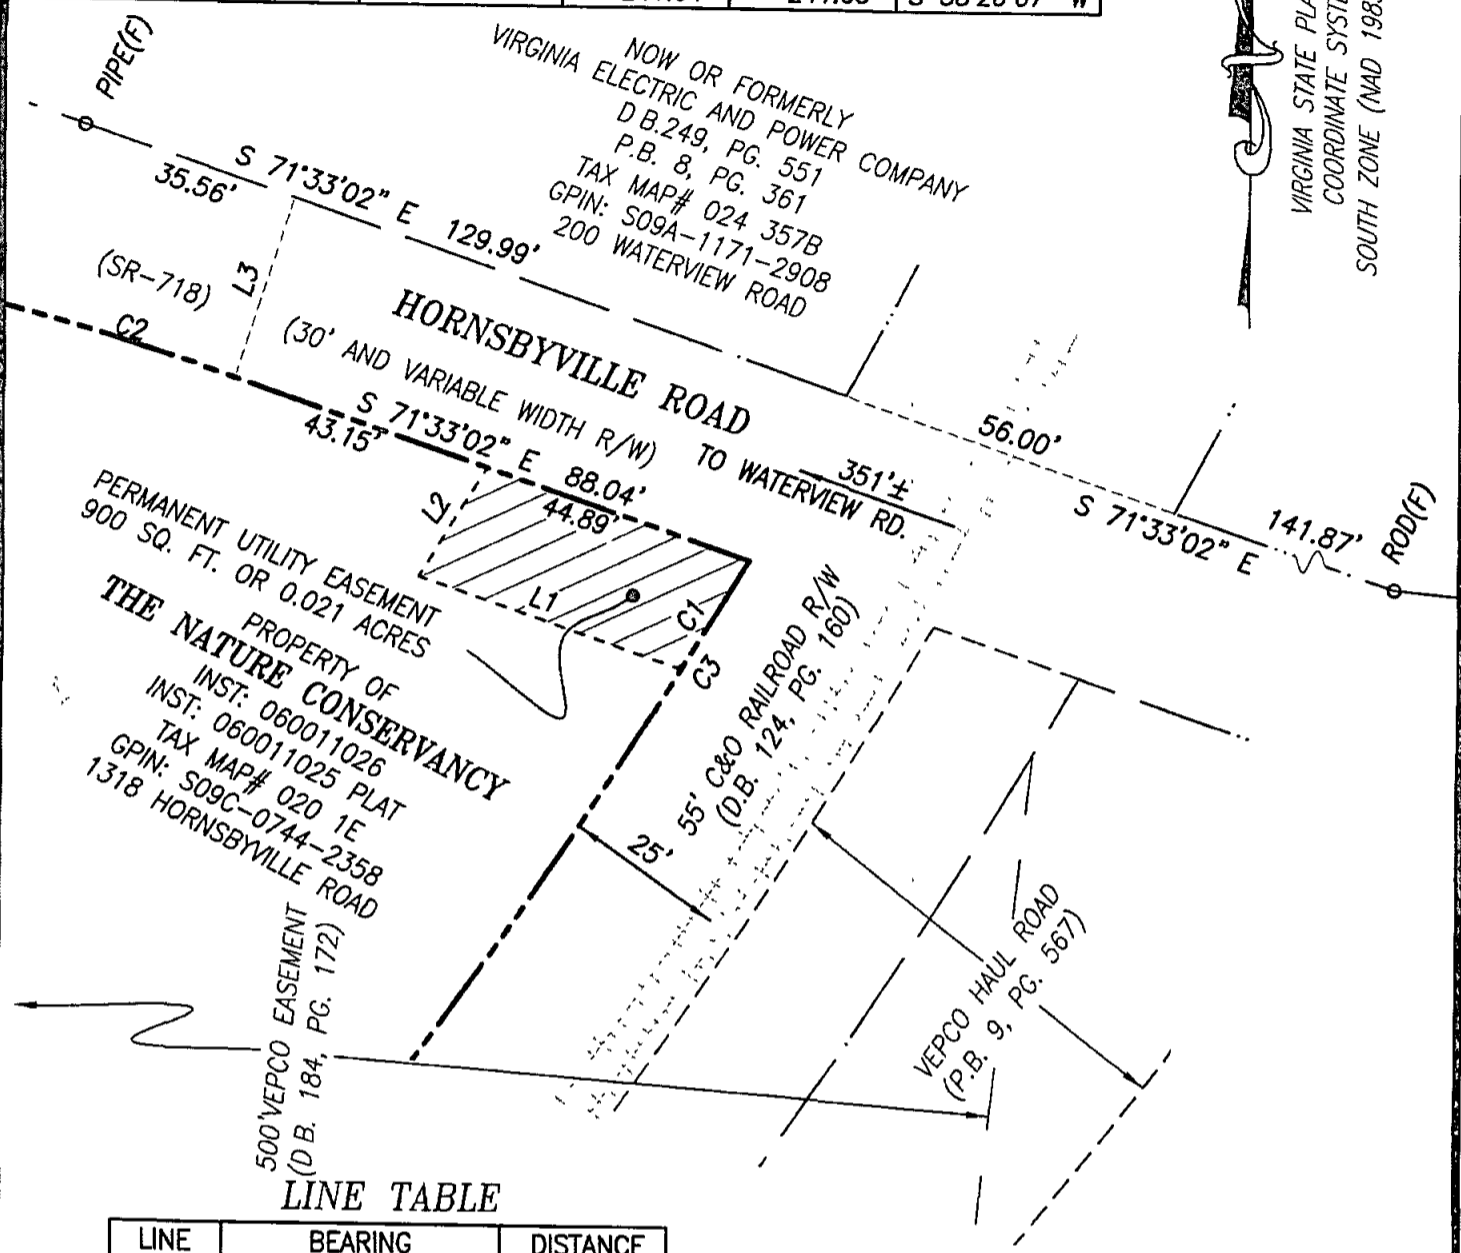 PIPE(F)
NOW OR FORMERLY
VIRGINIA ELECTRIC AND POWER COMPANY
D B.249, PG. 551
P.B. 8, PG. 361
TAX MAP# 024 357B
GPIN: S09A-1171-2908
200 WATERVIEW ROAD
COORDINATE SYSTE
SOUTH ZONE (NAD 198
VIRGINIA STATE PLA
S 71°33'02" E
35.56'
129.99'
(SR-718)
L3
C2
HORNSBYVILLE ROAD
(30' AND VARIABLE WIDTH R/W)
TO WATERVIEW RD.
351'±
56.00'
S 71°33'02" E
141.87'
ROD(F)
S 71°33'02" E
43.15'
88.04'
44.89'
L2
L1
C1
C3
PERMANENT UTILITY EASEMENT
900 SQ. FT. OR 0.021 ACRES
PROPERTY OF
THE NATURE CONSERVANCY
INST: 060011026
INST: 060011025 PLAT
TAX MAP# 020 1E
GPIN: S09C-0744-2358
1318 HORNSBYVILLE ROAD
55' C&O RAILROAD R/W
(D.B. 124, PG. 160)
25'
VEPCO HAUL ROAD
(P.B. 9, PG. 567)
500'VEPCO EASEMENT
(D B. 184, PG. 172)
LINE TABLE
LINE BEARING DISTANCE